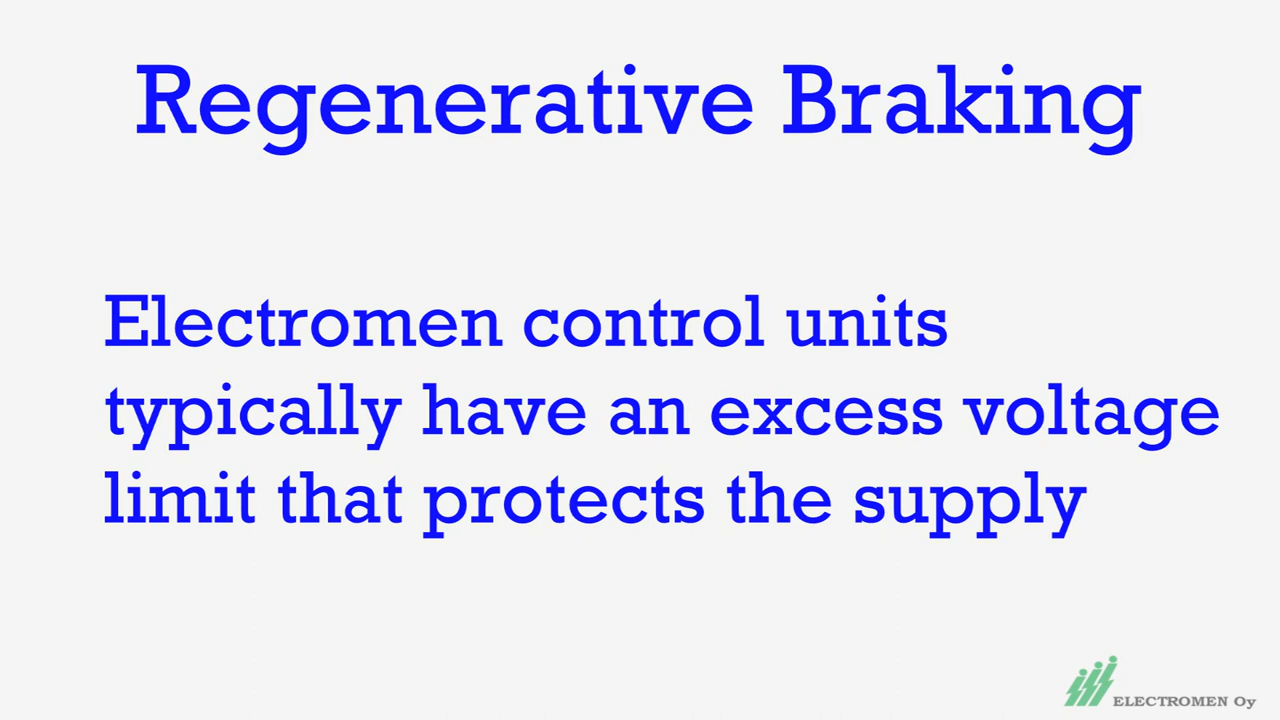 Regenerative Braking
Electromen control units
typically have an excess voltage
limit that protects the supply
ELECTROMEN Oy